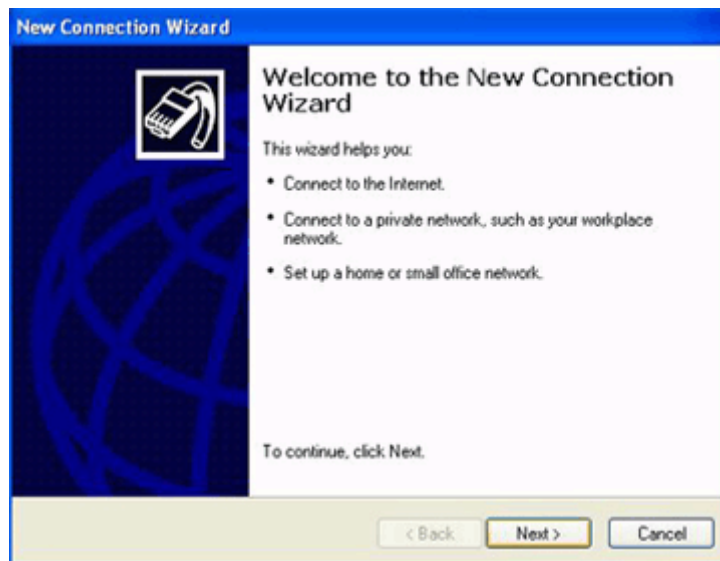 New Connection Wizard
Welcome to the New Connection
Wizard
This wizard helps you:
• Connect to the Internet.
• Connect to a private network, such as your workplace
network.
• Set up a home or small office network.
To continue, click Next.
< Back
Next >
Cancel